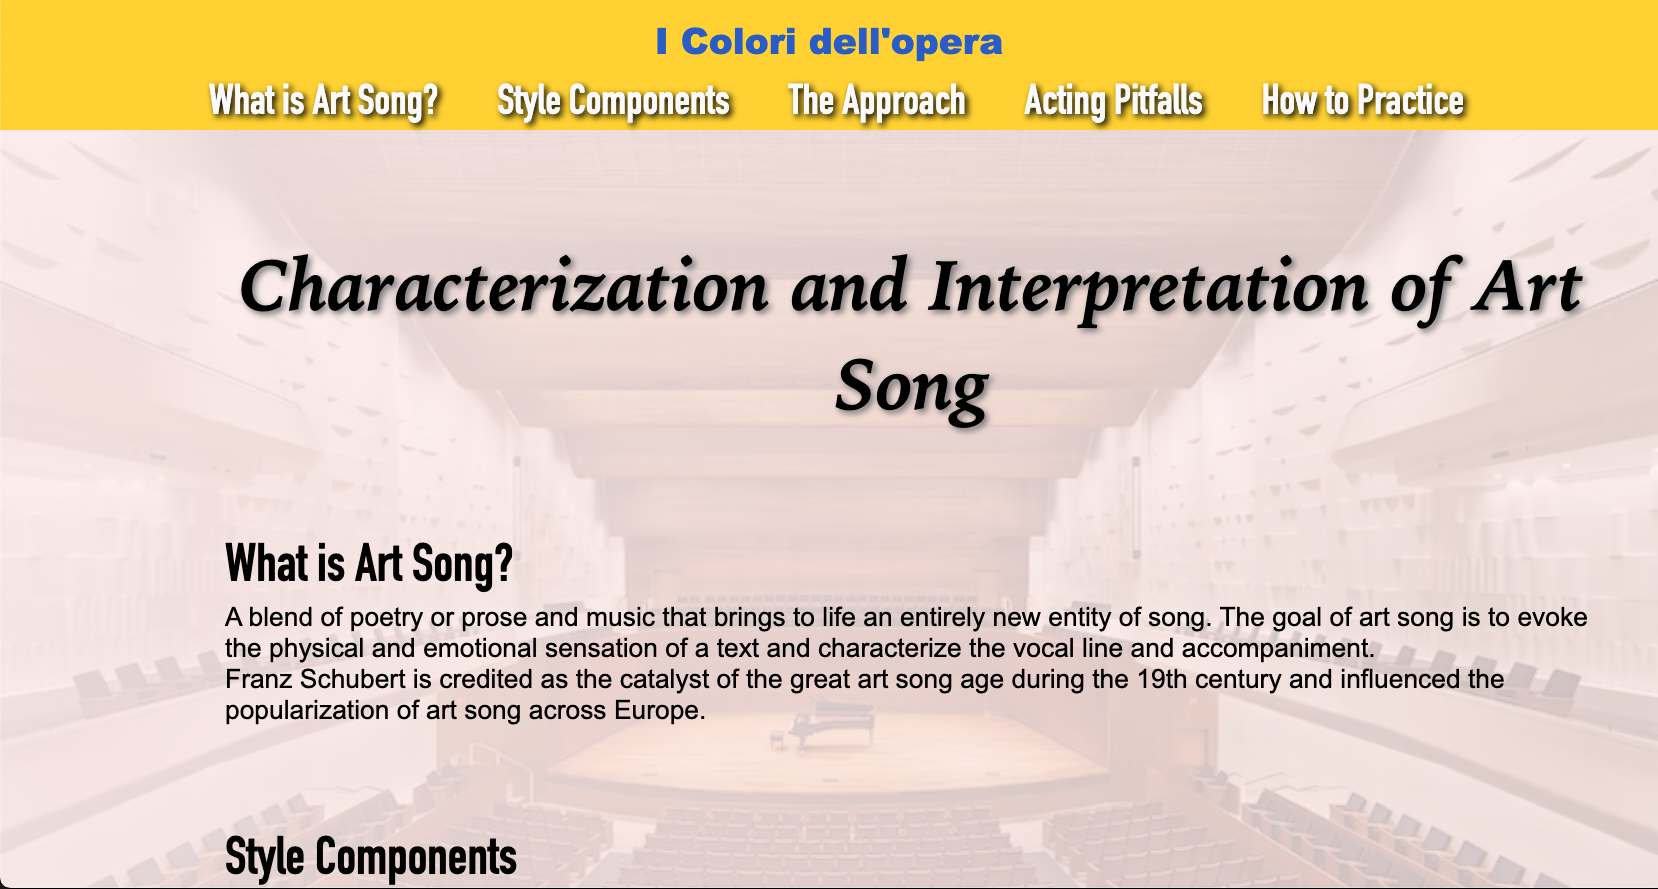 I Colori dell'opera
What is Art Song? Style Components The Approach Acting Pitfalls How to Practice
Characterization and Interpretation of Art
Song
What is Art Song?
A blend of poetry or prose and music that brings to life an entirely new entity of song. The goal of art song is to evoke
the physical and emotional sensation of a text and characterize the vocal line and accompaniment.
Franz Schubert is credited as the catalyst of the great art song age during the 19th century and influenced the
popularization of art song across Europe.
Style Components